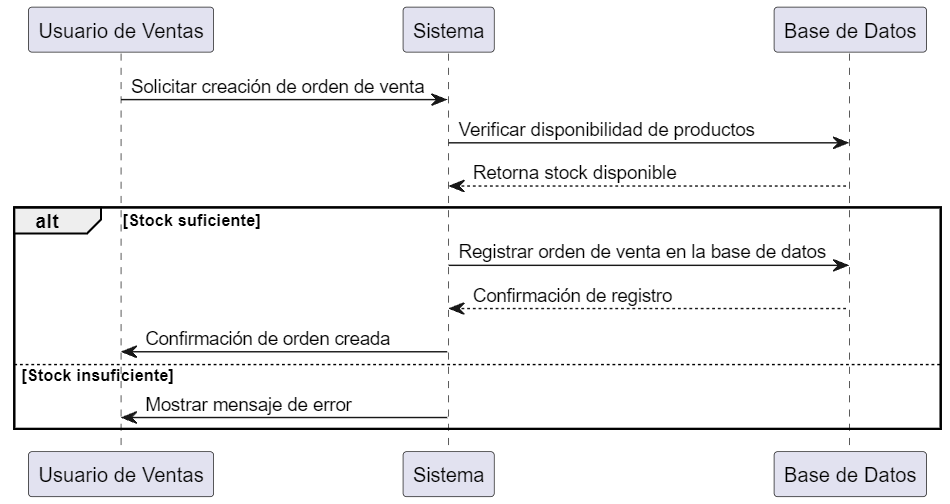 Usuario de Ventas
Sistema
Base de Datos
Solicitar creación de orden de venta
Verificar disponibilidad de productos
Retorna stock disponible
alt
[Stock suficiente]
Registrar orden de venta en la base de datos
Confirmación de registro
Confirmación de orden creada
[Stock insuficiente]
Mostrar mensaje de error
Usuario de Ventas
Sistema
Base de Datos